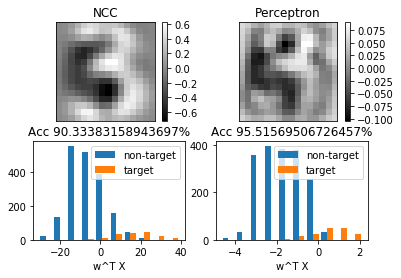 NCC
Perceptron
0.6
0.4
0.2
0.0
−0.2
−0.4
−0.6
0.075
0.050
0.025
0.000
−0.025
−0.050
−0.075
−0.100
Acc 90.333831589436​97%
Acc 95.51569506726457%
non-target
target
non-target
target
400
200
0
400
200
0
−20
0
20
40
−4
−2
0
2
w^T X
w^T X